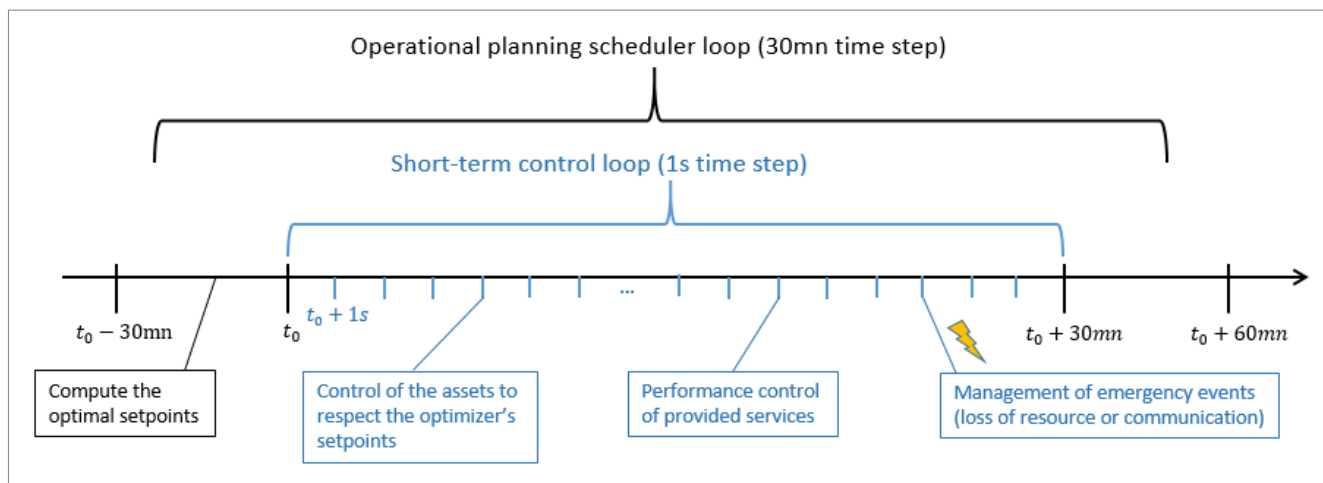 Operational planning scheduler loop (30mn time step)
Short-term control loop (1s time step)
...
t₀ − 30mn
t₀
t₀ + 1s
t₀ + 30mn
t₀ + 60mn
Compute the
optimal setpoints
Control of the assets to
respect the optimizer's
setpoints
Performance control
of provided services
Management of emergency events
(loss of resource or communication)